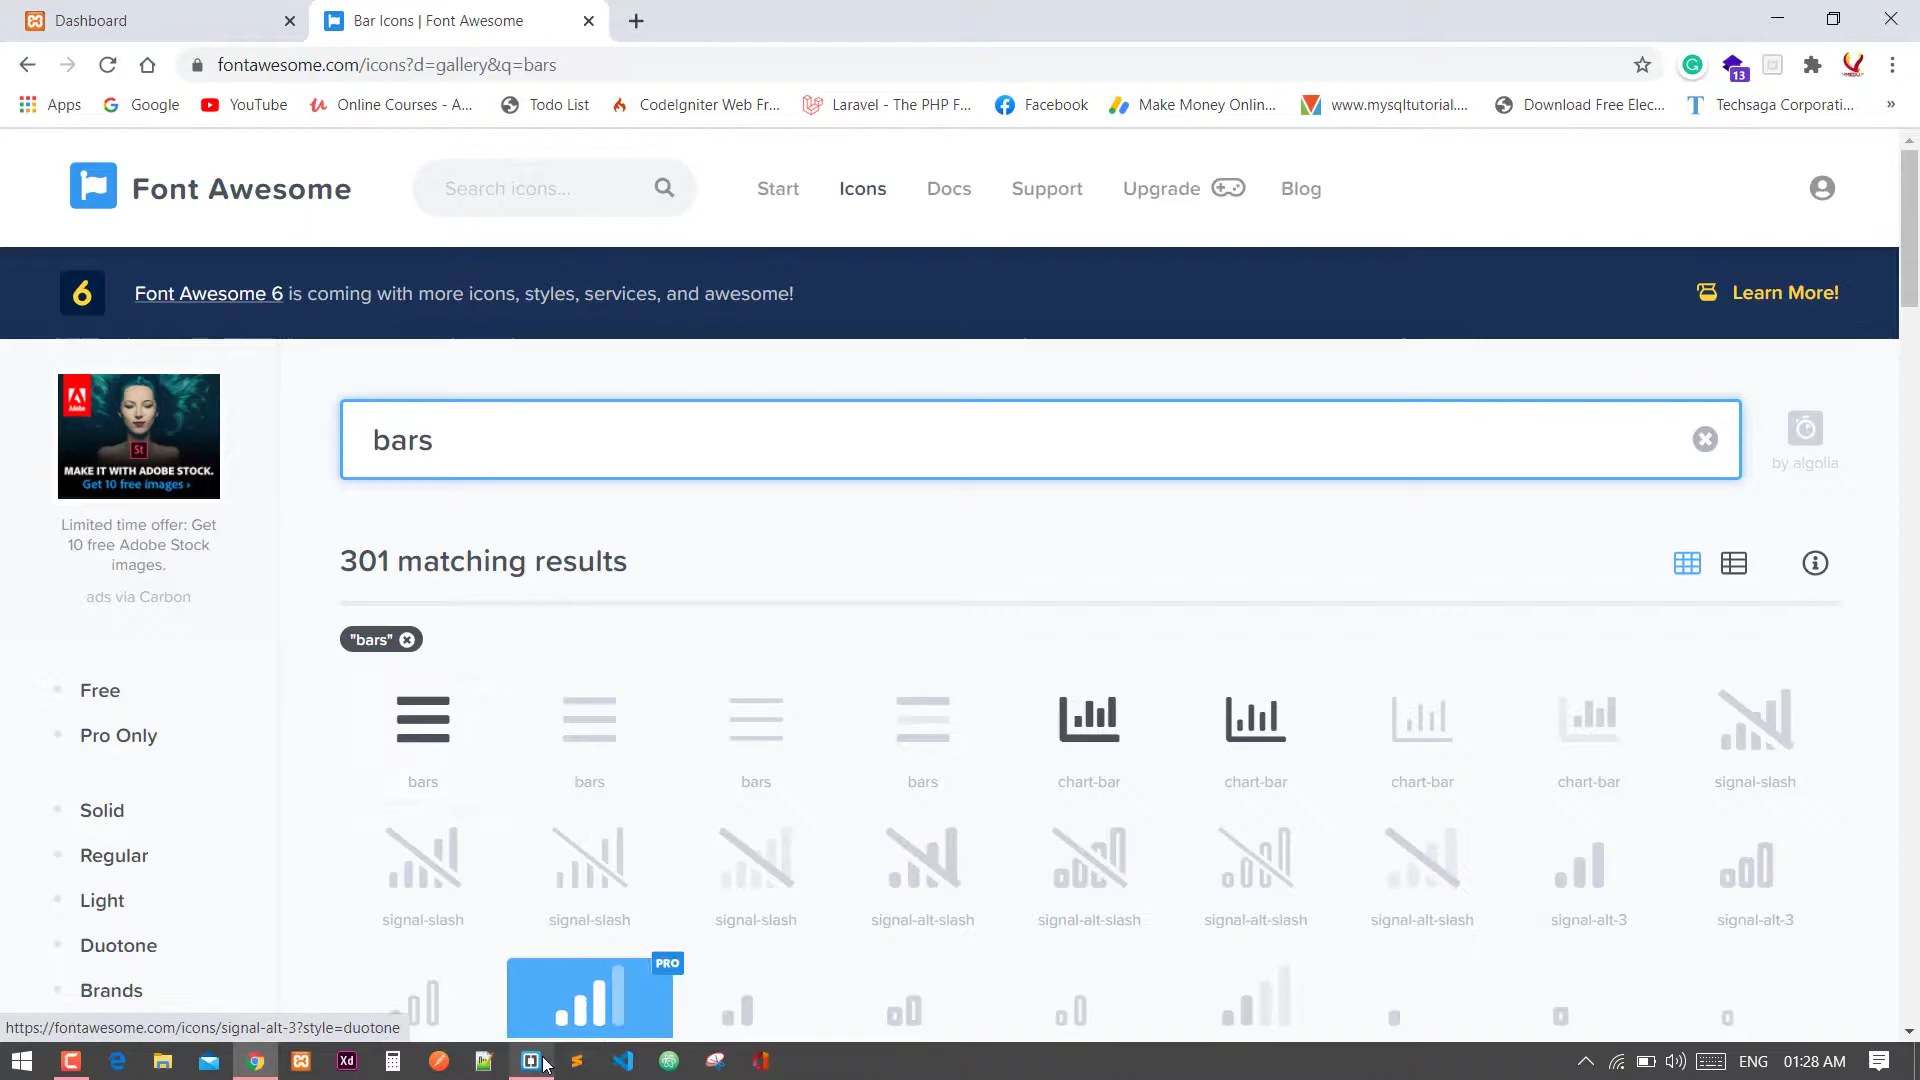 Dashboard
Bar Icons | Font Awesome
fontawesome.com/icons?d=gallery&q=bars
13
Apps
Google
YouTube
Online Courses - A...
Todo List
CodeIgniter Web Fr...
Laravel - The PHP F...
Facebook
Make Money Onlin...
www.mysqltutorial....
Download Free Elec...
Techsaga Corporati...
»
Font Awesome
Search icons...
Start
Icons
Docs
Support
Upgrade
Blog
6
Font Awesome 6 is coming with more icons, styles, services, and awesome!
Learn More!
Adobe
St
MAKE IT WITH ADOBE STOCK.
Get 10 free images ›
Limited time offer: Get
10 free Adobe Stock
images.
ads via Carbon
bars
by algolia
301 matching results
"bars"
Free
Pro Only
Solid
Regular
Light
Duotone
Brands
bars
bars
bars
bars
chart-bar
chart-bar
chart-bar
chart-bar
signal-slash
signal-slash
signal-slash
signal-slash
signal-alt-slash
signal-alt-slash
signal-alt-slash
signal-alt-slash
signal-alt-3
signal-alt-3
PRO
https://fontawesome.com/icons/signal-alt-3?style=duotone
Xd
ENG
01:28 AM